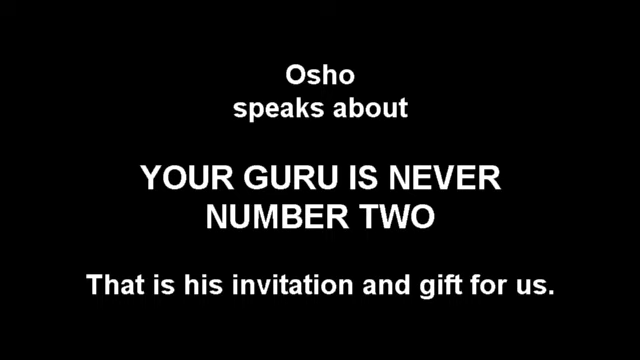 Osho
speaks about
YOUR GURU IS NEVER
NUMBER TWO
That is his invitation and gift for us.